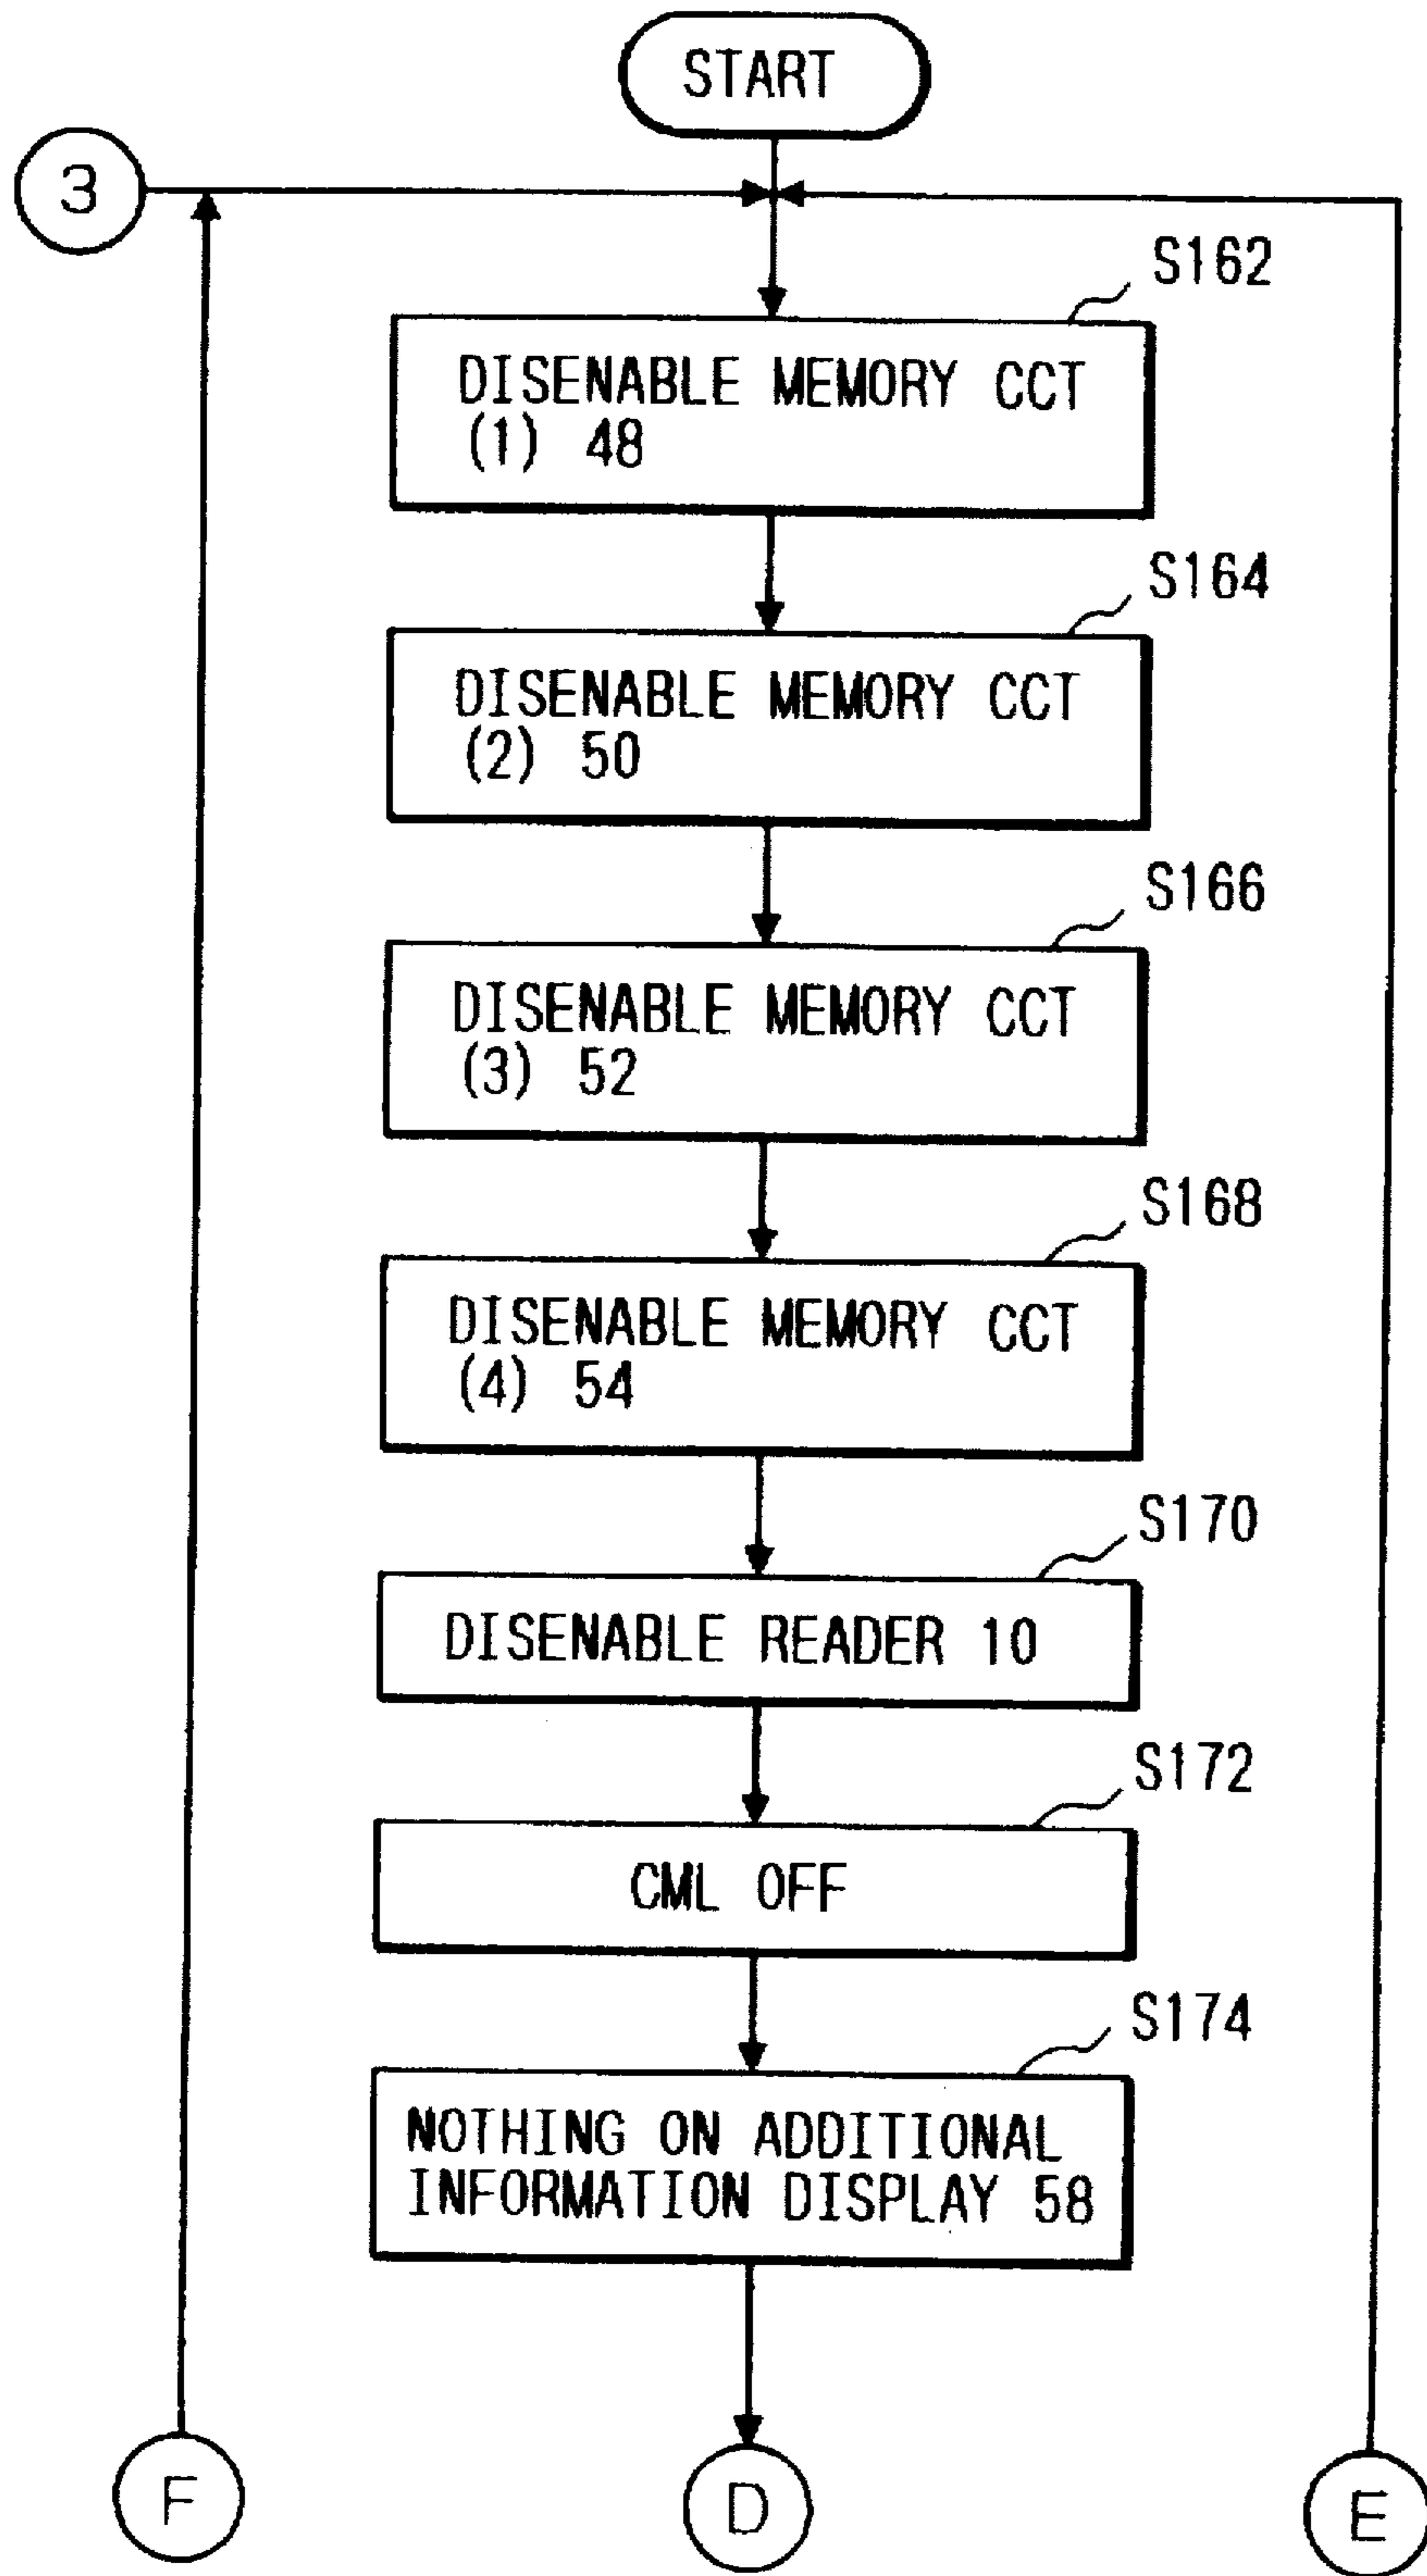 START
3
S162
DISENABLE MEMORY CCT
(1) 48
S164
DISENABLE MEMORY CCT
(2) 50
S166
DISENABLE MEMORY CCT
(3) 52
S168
DISENABLE MEMORY CCT
(4) 54
S170
DISENABLE READER 10
S172
CML OFF
S174
NOTHING ON ADDITIONAL
INFORMATION DISPLAY 58
F
D
E